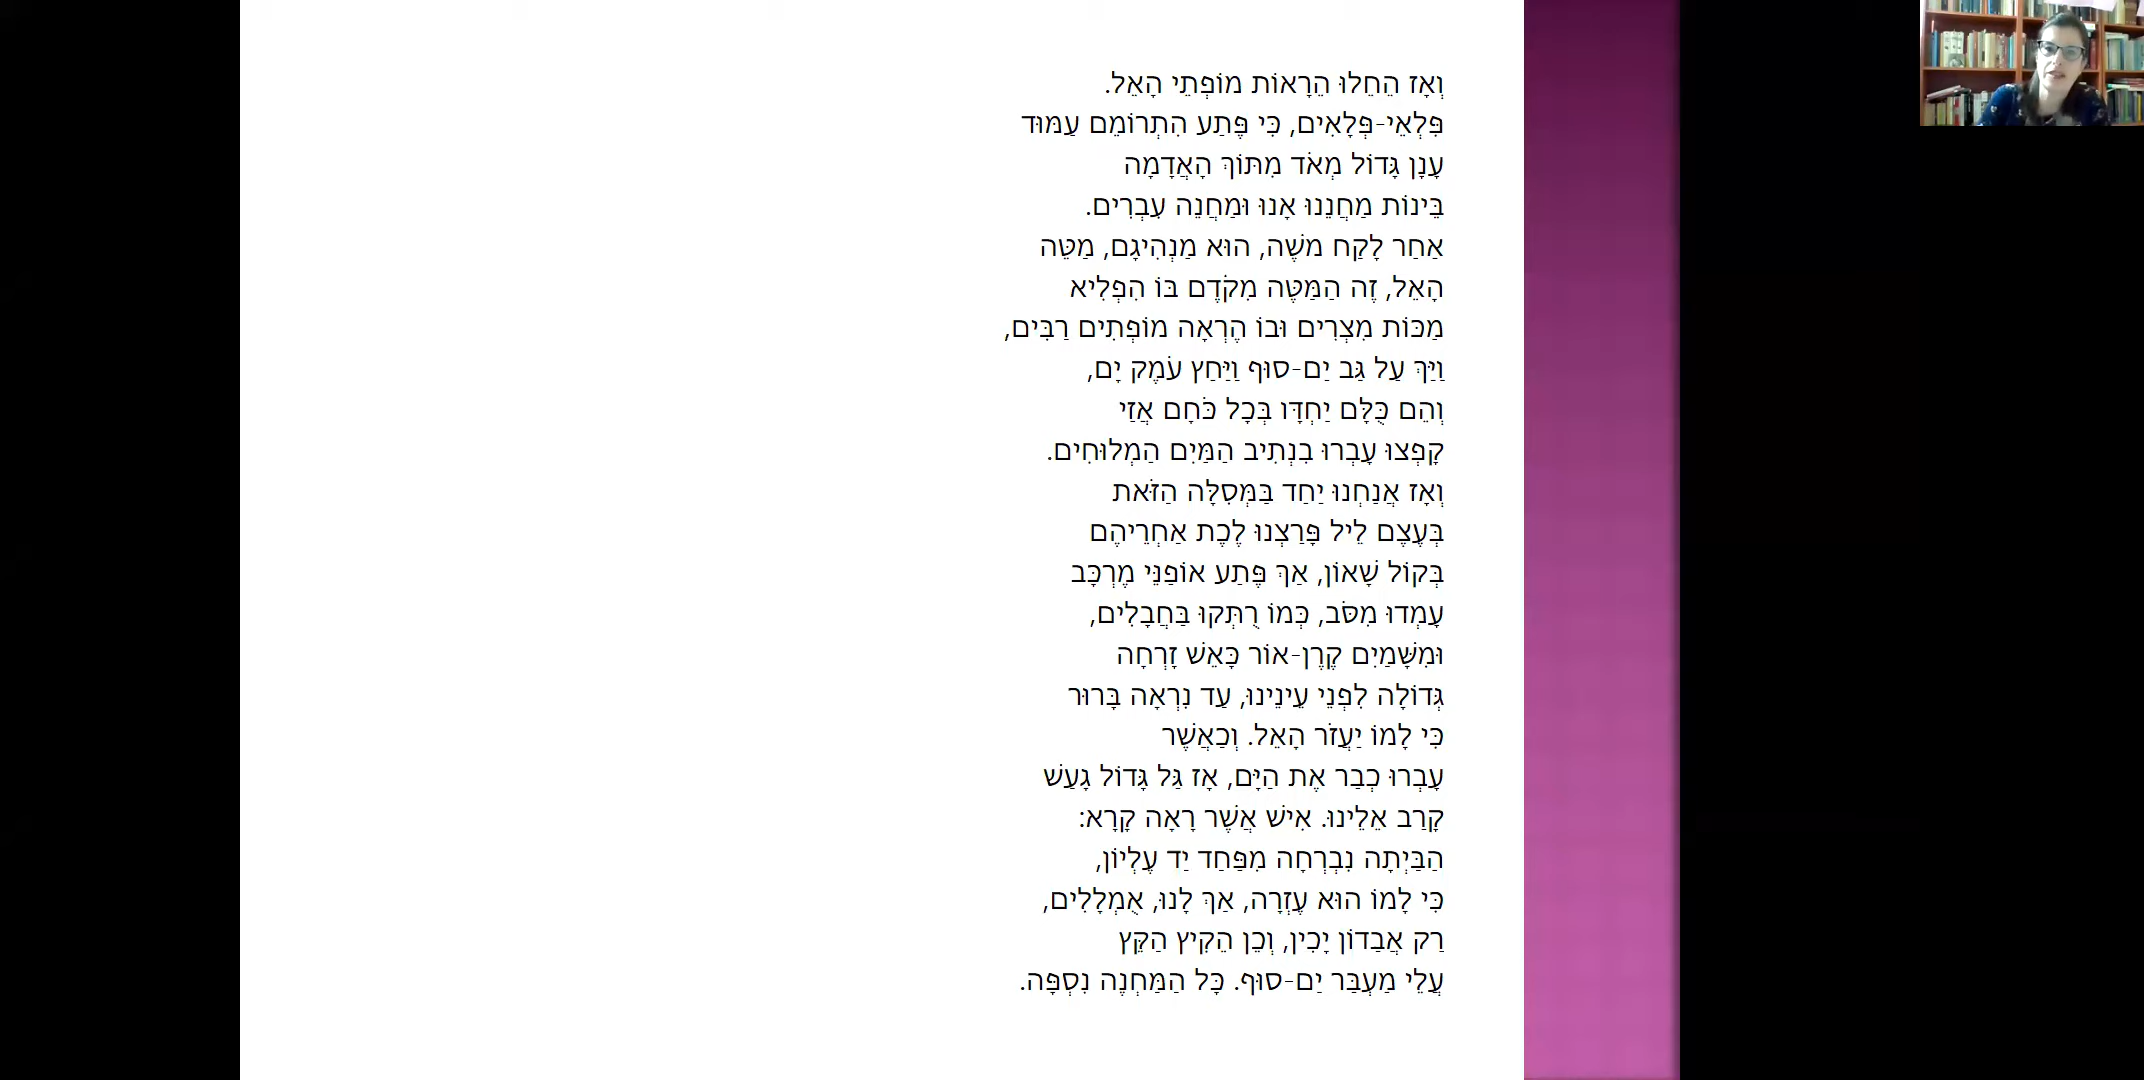 וְאָז הֵחֵלוּ הֵרָאוֹת מוֹפְתֵי הָאֵל.
פִּלְאֵי-פְּלָאִים, כִּי פֶּתַע הִתְרוֹמֵם עַמּוּד
עָנָן גָּדוֹל מְאֹד מִתּוֹךְ הָאֲדָמָה
בֵּינוֹת מַחֲנֵנוּ אָנוּ וּמַחֲנֵה עִבְרִים.
אַחַר לָקַח מֹשֶׁה, הוּא מַנְהִיגָם, מַטֵּה
הָאֵל, זֶה הַמַּטֶּה מִקֹּדֶם בּוֹ הִפְלִיא
מַכּוֹת מִצְרִים וּבוֹ הֶרְאָה מוֹפְתִים רַבִּים,
וַיַּךְ עַל גַּב יַם-סוּף וַיַּחַץ עֹמֶק יָם,
וְהֵם כֻּלָּם יַחְדָּו בְּכָל כֹּחָם אֲזַי
קָפְצוּ עָבְרוּ בִנְתִיב הַמַּיִם הַמְלוּחִים.
וְאָז אֲנַחְנוּ יַחַד בַּמְּסִלָּה הַזֹּאת
בְּעֶצֶם לֵיל פָּרַצְנוּ לֶכֶת אַחְרֵיהֶם
בְּקוֹל שָׁאוֹן, אַךְ פֶּתַע אוֹפַנֵּי מֶרְכָּב
עָמְדוּ מִסֹּב, כְּמוֹ רֻתְּקוּ בַּחֲבָלִים,
וּמִשָּׁמַיִם קֶרֶן-אוֹר כָּאֵשׁ זָרְחָה
גְּדוֹלָה לִפְנֵי עֵינֵינוּ, עַד נִרְאָה בָּרוּר
כִּי לָמוֹ יַעֲזֹר הָאֵל. וְכַאֲשֶׁר
עָבְרוּ כְבַר אֶת הַיָּם, אָז גַּל גָּדוֹל גָּעַשׁ
קָרַב אֵלֵינוּ. אִישׁ אֲשֶׁר רָאָה קָרָא:
הַבַּיְתָה נִבְרְחָה מִפַּחַד יַד עֶלְיוֹן,
כִּי לָמוֹ הוּא עֶזְרָה, אַךְ לָנוּ, אֻמְלָלִים,
רַק אֲבַדּוֹן יָכִין, וְכֵן הֵקִיץ הַקֵּץ
עֲלֵי מַעְבַּר יַם-סוּף. כָּל הַמַּחְנֶה נִסְפָּה.